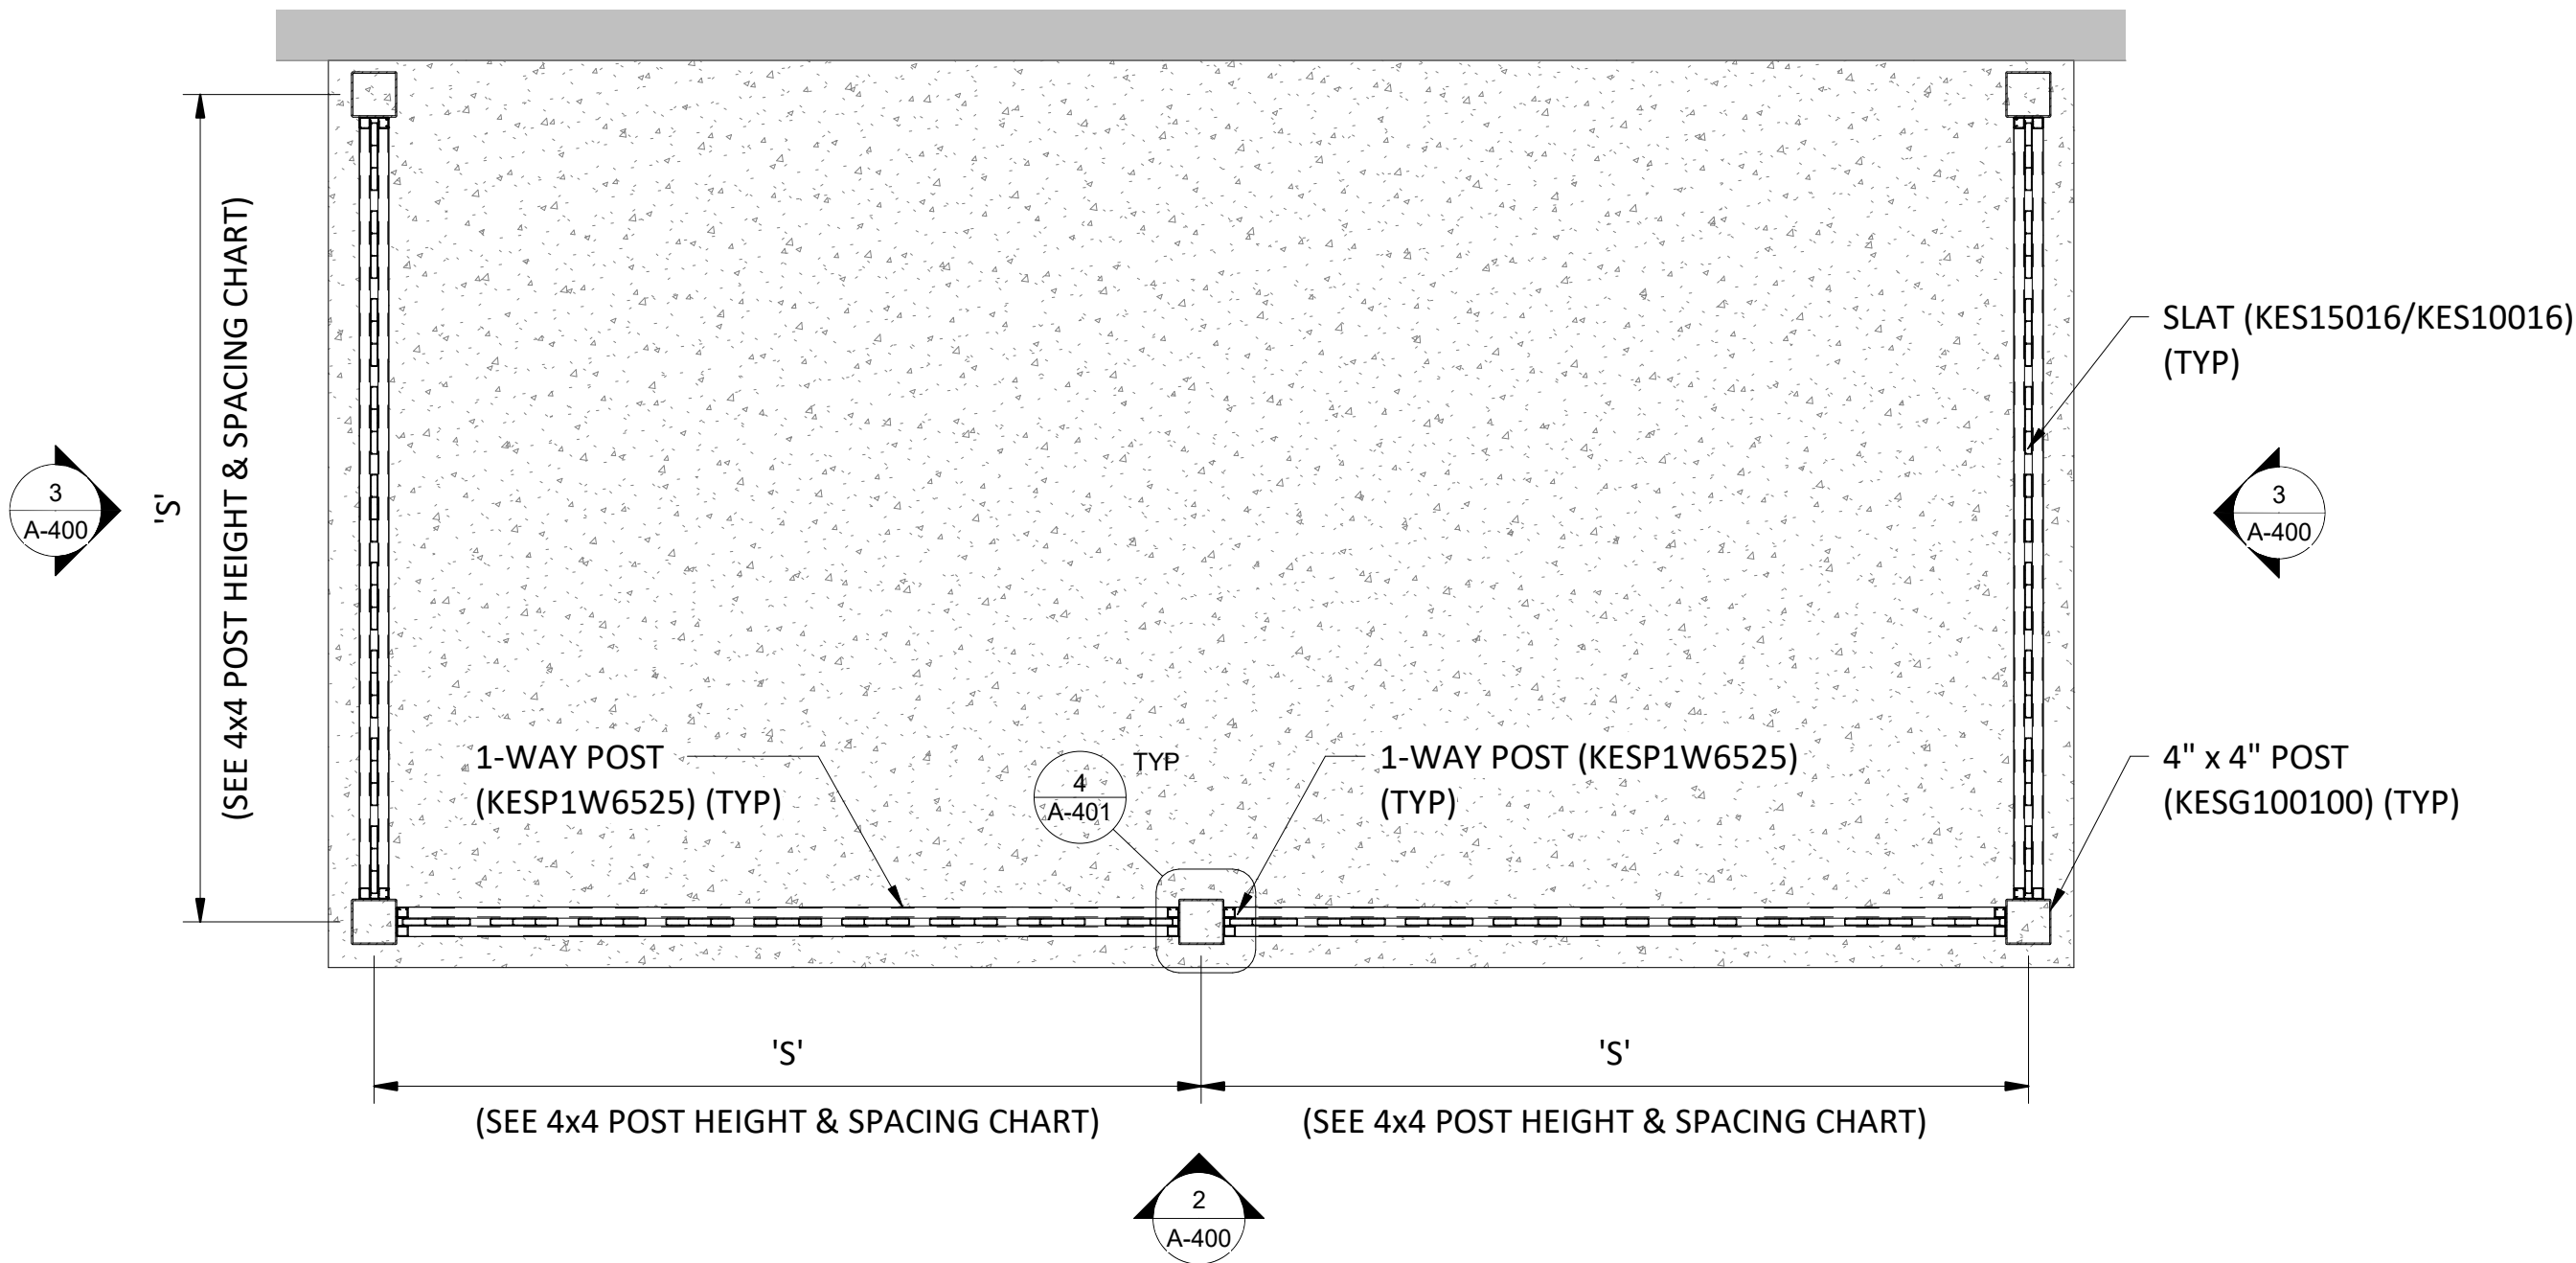 SLAT (KES15016/KES10016)
(TYP)
'S'
(SEE 4x4 POST HEIGHT & SPACING CHART)
3
A-400
3
A-400
1-WAY POST
(KESP1W6525) (TYP)
4
A-401
TYP
1-WAY POST (KESP1W6525)
(TYP)
4" x 4" POST
(KESG100100) (TYP)
'S'
(SEE 4x4 POST HEIGHT & SPACING CHART)
'S'
(SEE 4x4 POST HEIGHT & SPACING CHART)
2
A-400